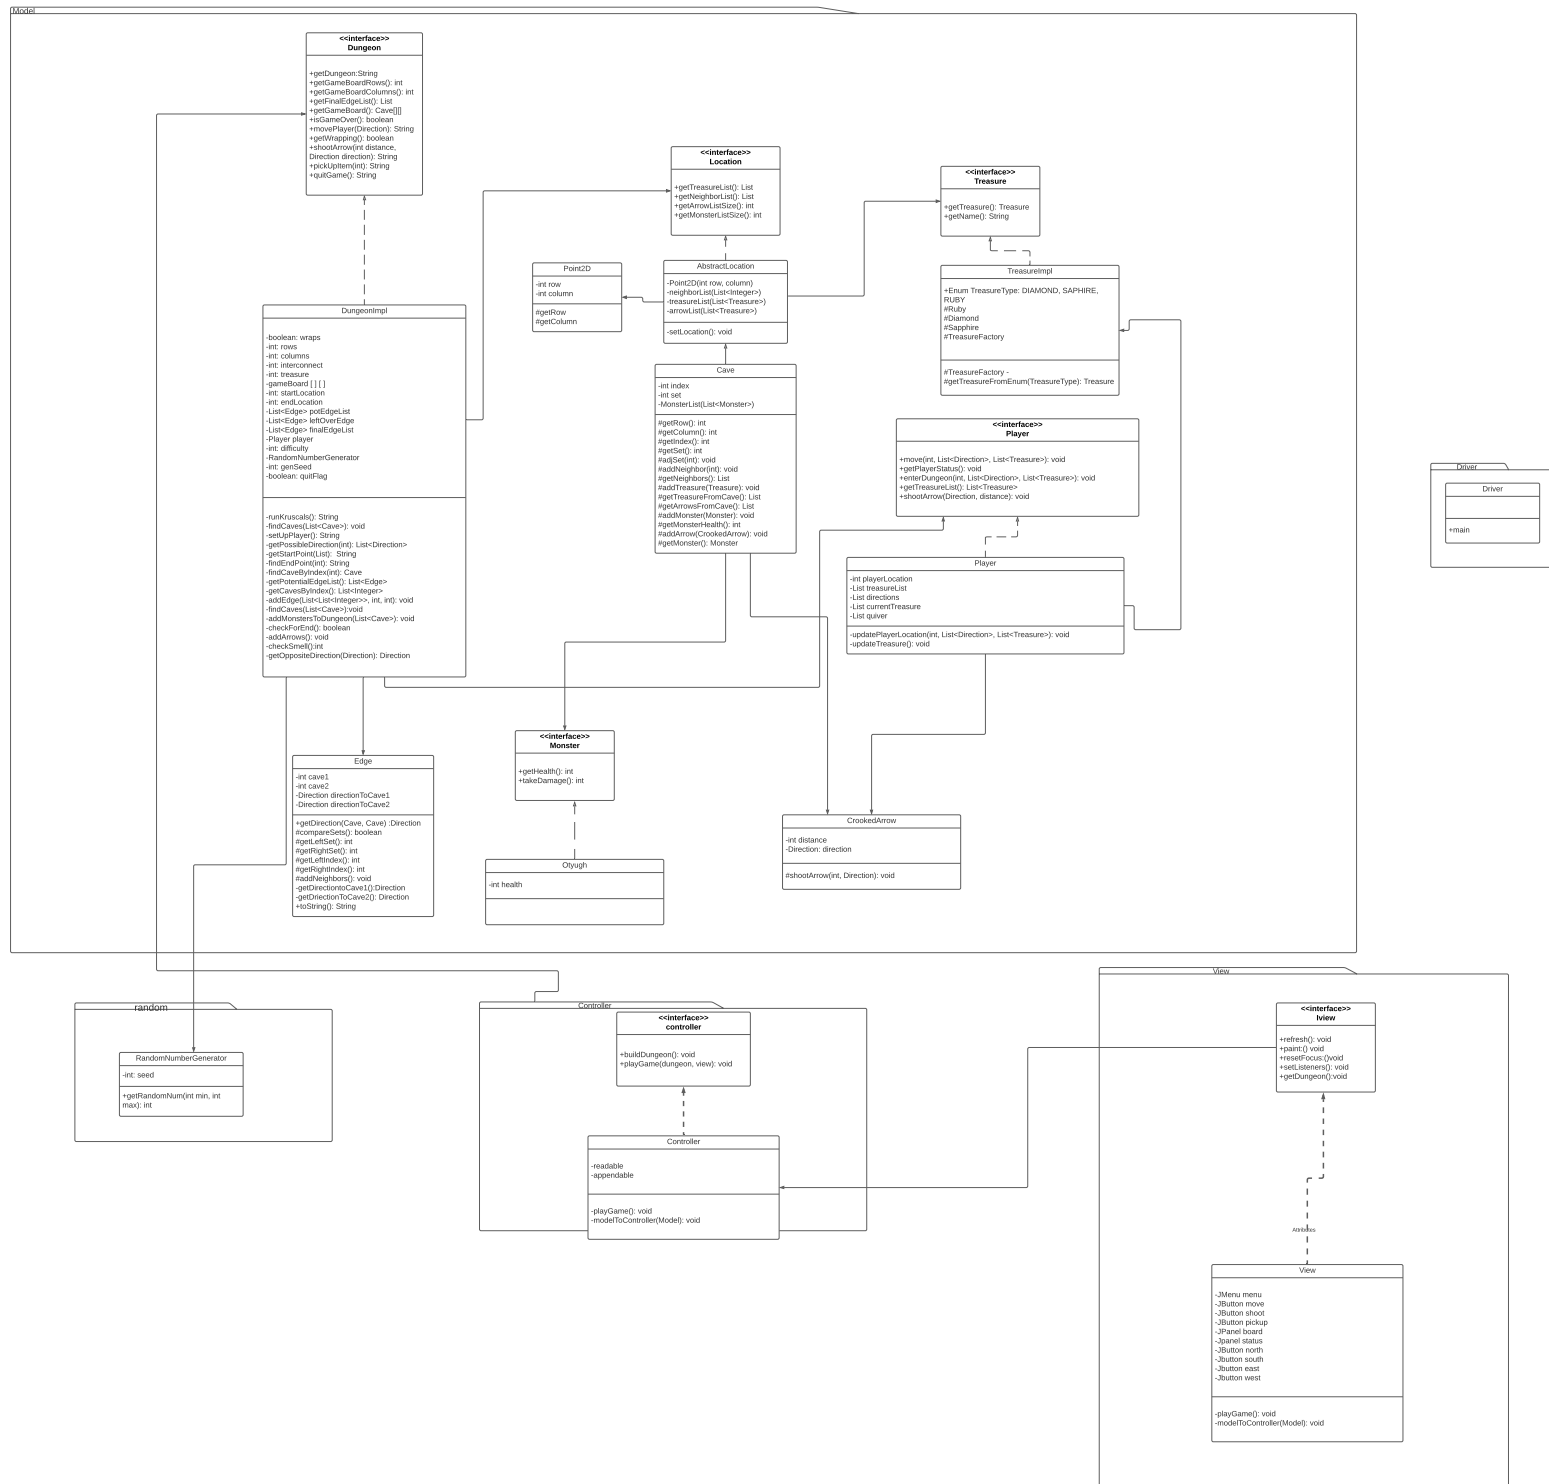 Model
<<interface>>
Dungeon
+getDungeon:String
+getGameBoardRows(): int
+getGameBoardColumns(): int
+getFinalEdgeList(): List
+getGameBoard(): Cave[][]
+isGameOver(): boolean
+movePlayer(Direction): String
+getWrapping(): boolean
+shootArrow(int distance,
Direction direction): String
+pickUpItem(int): String
+quitGame(): String
<<interface>>
Location
+getTreasureList(): List
+getNeighborList(): List
+getArrowListSize(): int
+getMonsterListSize(): int
<<interface>>
Treasure
+getTreasure(): Treasure
+getName(): String
Point2D
-int row
-int column
#getRow
#getColumn
AbstractLocation
-Point2D(int row, column)
-neighborList(List<Integer>)
-treasureList(List<Treasure>)
-arrowList(List<Treasure>)
-setLocation(): void
TreasureImpl
+Enum TreasureType: DIAMOND, SAPHIRE,
RUBY
#Ruby
#Diamond
#Sapphire
#TreasureFactory
#TreasureFactory -
#getTreasureFromEnum(TreasureType): Treasure
DungeonImpl
-boolean: wraps
-int: rows
-int: columns
-int: interconnect
-int: treasure
-gameBoard [ ] [ ]
-int: startLocation
-int: endLocation
-List<Edge> potEdgeList
-List<Edge> leftOverEdge
-List<Edge> finalEdgeList
-Player player
-int: difficulty
-RandomNumberGenerator
-int: genSeed
-boolean: quitFlag
-runKruscals(): String
-findCaves(List<Cave>): void
-setUpPlayer(): String
-getPossibleDirection(int): List<Direction>
-getStartPoint(List):  String
-findEndPoint(int): String
-findCaveByIndex(int): Cave
-getPotentialEdgeList(): List<Edge>
-getCavesByIndex(): List<Integer>
-addEdge(List<List<Integer>>, int, int): void
-findCaves(List<Cave>):void
-addMonstersToDungeon(List<Cave>): void
-checkForEnd(): boolean
-addArrows(): void
-checkSmell():int
-getOppositeDirection(Direction): Direction
Cave
-int index
-int set
-MonsterList(List<Monster>)
#getRow(): int
#getColumn(): int
#getIndex(): int
#getSet(): int
#adjSet(int): void
#addNeighbor(int): void
#getNeighbors(): List
#addTreasure(Treasure): void
#getTreasureFromCave(): List
#getArrowsFromCave(): List
#addMonster(Monster): void
#getMonsterHealth(): int
#addArrow(CrookedArrow): void
#getMonster(): Monster
<<interface>>
Player
+move(int, List<Direction>, List<Treasure>): void
+getPlayerStatus(): void
+enterDungeon(int, List<Direction>, List<Treasure>): void
+getTreasureList(): List<Treasure>
+shootArrow(Direction, distance): void
Driver
Driver
+main
Player
-int playerLocation
-List treasureList
-List directions
-List currentTreasure
-List quiver
-updatePlayerLocation(int, List<Direction>, List<Treasure>): void
-updateTreasure(): void
<<interface>>
Monster
+getHealth(): int
+takeDamage(): int
Edge
-int cave1
-int cave2
-Direction directionToCave1
-Direction directionToCave2
+getDirection(Cave, Cave) :Direction
#compareSets(): boolean
#getLeftSet(): int
#getRightSet(): int
#getLeftIndex(): int
#getRightIndex(): int
#addNeighbors(): void
-getDirectiontoCave1():Direction
-getDriectionToCave2(): Direction
+toString(): String
CrookedArrow
-int distance
-Direction: direction
#shootArrow(int, Direction): void
Otyugh
-int health
random
RandomNumberGenerator
-int: seed
+getRandomNum(int min, int
max): int
Controller
<<interface>>
controller
+buildDungeon(): void
+playGame(dungeon, view): void
Controller
-readable
-appendable
-playGame(): void
-modelToController(Model): void
View
<<interface>>
Iview
+refresh(): void
+paint:() void
+resetFocus:()void
+setListeners(): void
+getDungeon():void
Attributes
View
-JMenu menu
-JButton move
-JButton shoot
-JButton pickup
-JPanel board
-Jpanel status
-JButton north
-Jbutton south
-Jbutton east
-Jbutton west
-playGame(): void
-modelToController(Model): void